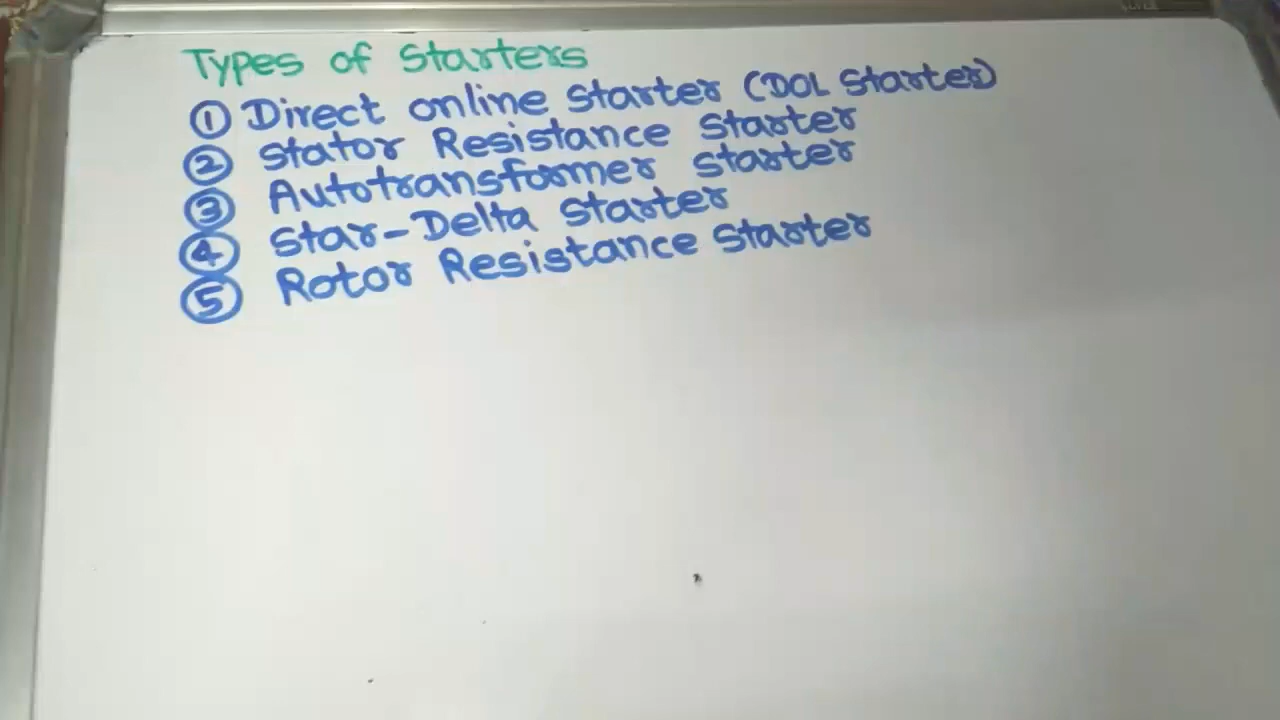 Types of Starters
① Direct online Starter (DOL Starter)
② Stator Resistance Starter
③ Autotransformer Starter
④ Star-Delta Starter
⑤ Rotor Resistance Starter